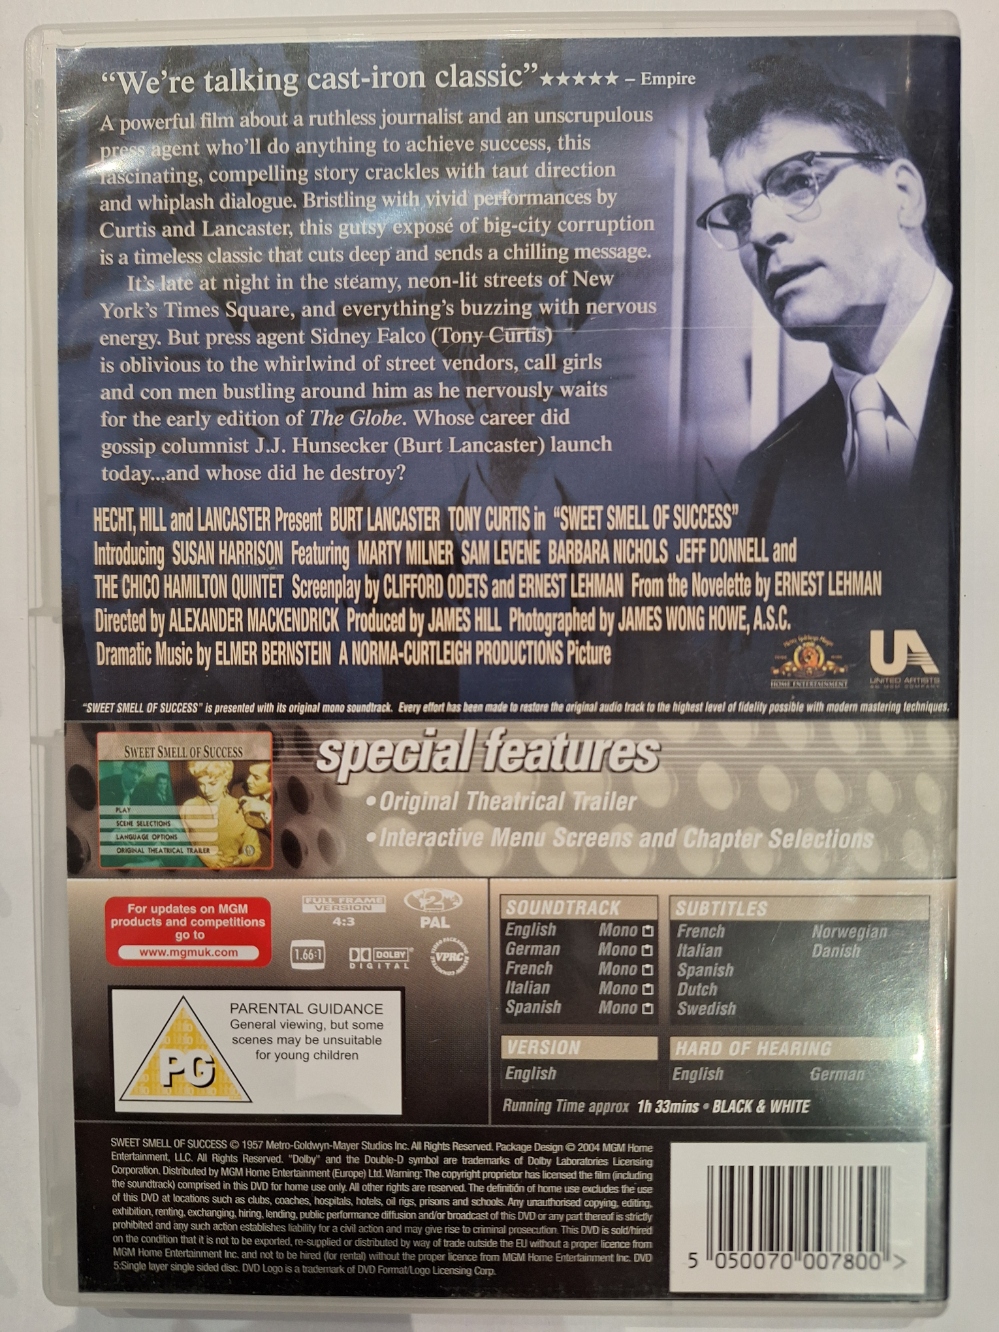 “We’re talking cast-iron classic” ★★★★★ – Empire
A powerful film about a ruthless journalist and an unscrupulous
press agent who’ll do anything to achieve success, this
fascinating, compelling story crackles with taut direction
and whiplash dialogue. Bristling with vivid performances by
Curtis and Lancaster, this gutsy exposé of big-city corruption
is a timeless classic that cuts deep and sends a chilling message.
It’s late at night in the steamy, neon-lit streets of New
York’s Times Square, and everything’s buzzing with nervous
energy. But press agent Sidney Falco (Tony Curtis)
is oblivious to the whirlwind of street vendors, call girls
and con men bustling around him as he nervously waits
for the early edition of The Globe. Whose career did
gossip columnist J.J. Hunsecker (Burt Lancaster) launch
today...and whose did he destroy?
HECHT, HILL and LANCASTER Present BURT LANCASTER TONY CURTIS in “SWEET SMELL OF SUCCESS”
Introducing SUSAN HARRISON Featuring MARTY MILNER SAM LEVENE BARBARA NICHOLS JEFF DONNELL and
THE CHICO HAMILTON QUINTET Screenplay by CLIFFORD ODETS and ERNEST LEHMAN From the Novelette by ERNEST LEHMAN
Directed by ALEXANDER MACKENDRICK Produced by JAMES HILL Photographed by JAMES WONG HOWE, A.S.C.
Dramatic Music by ELMER BERNSTEIN A NORMA-CURTLEIGH PRODUCTIONS Picture
HOME ENTERTAINMENT
UA
UNITED ARTISTS
“SWEET SMELL OF SUCCESS” is presented with its original mono soundtrack. Every effort has been made to restore the original audio track to the highest level of fidelity possible with modern mastering techniques.
SWEET SMELL OF SUCCESS
PLAY
SCENE SELECTIONS
LANGUAGE OPTIONS
ORIGINAL THEATRICAL TRAILER
special features
• Original Theatrical Trailer
• Interactive Menu Screens and Chapter Selections
For updates on MGM
products and competitions
go to
www.mgmuk.com
FULL FRAME
VERSION
4:3
2
PAL
1.66:1
DOLBY
DIGITAL
VPRC
PG
PARENTAL GUIDANCE
General viewing, but some
scenes may be unsuitable
for young children
SOUNDTRACK
English Mono
German Mono
French Mono
Italian Mono
Spanish Mono
SUBTITLES
French Norwegian
Italian Danish
Spanish
Dutch
Swedish
VERSION
English
HARD OF HEARING
English German
Running Time approx 1h 33mins • BLACK & WHITE
SWEET SMELL OF SUCCESS © 1957 Metro-Goldwyn-Mayer Studios Inc. All Rights Reserved. Package Design © 2004 MGM Home
Entertainment, LLC. All Rights Reserved. "Dolby" and the Double-D symbol are trademarks of Dolby Laboratories Licensing
Corporation. Distributed by MGM Home Entertainment (Europe) Ltd. Warning: The copyright proprietor has licensed the film (including
the soundtrack) comprised in this DVD for home use only. All other rights are reserved. The definition of home use excludes the use
of this DVD at locations such as clubs, coaches, hospitals, hotels, oil rigs, prisons and schools. Any unauthorised copying, editing,
exhibition, renting, exchanging, hiring, lending, public performance diffusion and/or broadcast of this DVD or any part thereof is strictly
prohibited and any such action establishes liability for a civil action and may give rise to criminal prosecution. This DVD is sold/hired
on the condition that it is not to be exported, re-supplied or distributed by way of trade outside the EU without a proper licence from
MGM Home Entertainment Inc. and not to be hired (for rental) without the proper licence from MGM Home Entertainment Inc. DVD
5:Single layer single sided disc. DVD Logo is a trademark of DVD Format/Logo Licensing Corp.
5 050070 007800 >